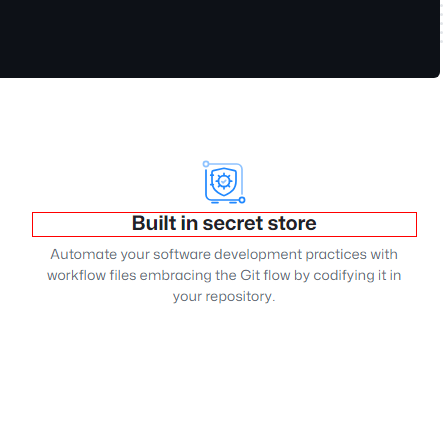 Built in secret store
Automate your software development practices with
workflow files embracing the Git flow by codifying it in
your repository.